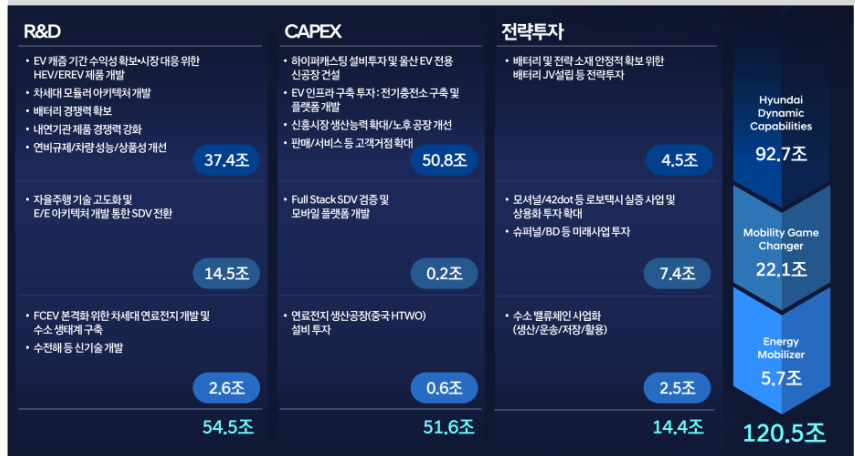 R&D
• EV 캐즘 기간 수익성 확보•시장 대응 위한
HEV/EREV 제품 개발
• 차세대 모듈러 아키텍처 개발
• 배터리 경쟁력 확보
• 내연기관 제품 경쟁력 강화
• 연비규제/차량 성능/상품성 개선
37.4조
• 자율주행 기술 고도화 및
E/E 아키텍처 개발 통한 SDV 전환
14.5조
• FCEV 본격화 위한 차세대 연료전지 개발 및
수소 생태계 구축
• 수전해 등 신기술 개발
2.6조
54.5조
CAPEX
• 하이퍼캐스팅 설비투자 및 울산 EV 전용
신공장 건설
• EV 인프라 구축 투자 : 전기충전소 구축 및
플랫폼 개발
• 신흥시장 생산능력 확대/노후 공장 개선
• 판매/서비스 등 고객거점 확대
50.8조
• Full Stack SDV 검증 및
모바일 플랫폼 개발
0.2조
• 연료전지 생산공장(중국 HTWO)
설비 투자
0.6조
51.6조
전략투자
• 배터리 및 전략 소재 안정적 확보 위한
배터리 JV설립 등 전략투자
4.5조
• 모셔널/42dot 등 로보택시 실증 사업 및
상용화 투자 확대
• 슈퍼널/BD 등 미래사업 투자
7.4조
• 수소 밸류체인 사업화
(생산/운송/저장/활용)
2.5조
14.4조
Hyundai
Dynamic
Capabilities
92.7조
Mobility Game
Changer
22.1조
Energy
Mobilizer
5.7조
120.5조